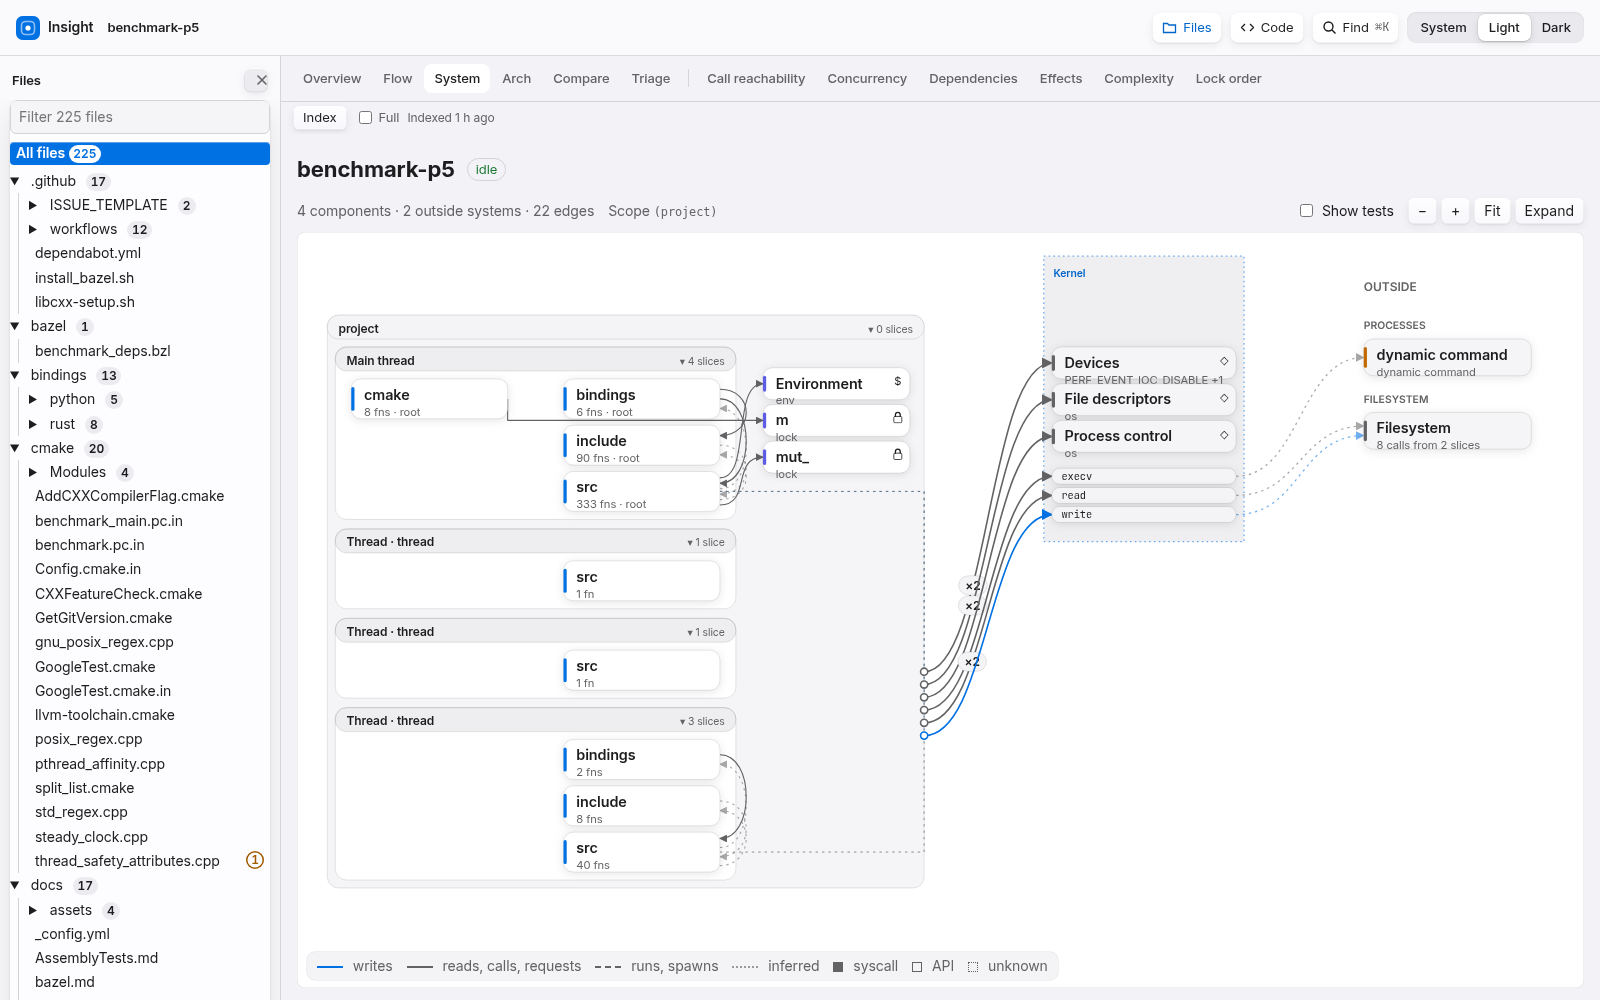 Insight benchmark-p5
Files
Code
Find ⌘K
System Light Dark
Files
Filter 225 files
All files 225
.github 17
ISSUE_TEMPLATE 2
workflows 12
dependabot.yml
install_bazel.sh
libcxx-setup.sh
bazel 1
benchmark_deps.bzl
bindings 13
python 5
rust 8
cmake 20
Modules 4
AddCXXCompilerFlag.cmake
benchmark_main.pc.in
benchmark.pc.in
Config.cmake.in
CXXFeatureCheck.cmake
GetGitVersion.cmake
gnu_posix_regex.cpp
GoogleTest.cmake
GoogleTest.cmake.in
llvm-toolchain.cmake
posix_regex.cpp
pthread_affinity.cpp
split_list.cmake
std_regex.cpp
steady_clock.cpp
thread_safety_attributes.cpp 1
docs 17
assets 4
_config.yml
AssemblyTests.md
bazel.md
Overview Flow System Arch Compare Triage Call reachability Concurrency Dependencies Effects Complexity Lock order
Index Full Indexed 1 h ago
benchmark-p5 idle
4 components · 2 outside systems · 22 edges Scope (project)
Show tests − + Fit Expand
project ▾ 0 slices
Main thread ▾ 4 slices
cmake
8 fns · root
bindings
6 fns · root
include
90 fns · root
src
333 fns · root
Environment $
env
m
lock
mut_
lock
Thread · thread ▾ 1 slice
src
1 fn
Thread · thread ▾ 1 slice
src
1 fn
Thread · thread ▾ 3 slices
bindings
2 fns
include
8 fns
src
40 fns
×2
×2
×2
Kernel
Devices ◇
PERF_EVENT_IOC_DISABLE +1
File descriptors ◇
os
Process control ◇
os
execv
read
write
OUTSIDE
PROCESSES
dynamic command
dynamic command
FILESYSTEM
Filesystem
8 calls from 2 slices
writes reads, calls, requests runs, spawns inferred syscall API unknown